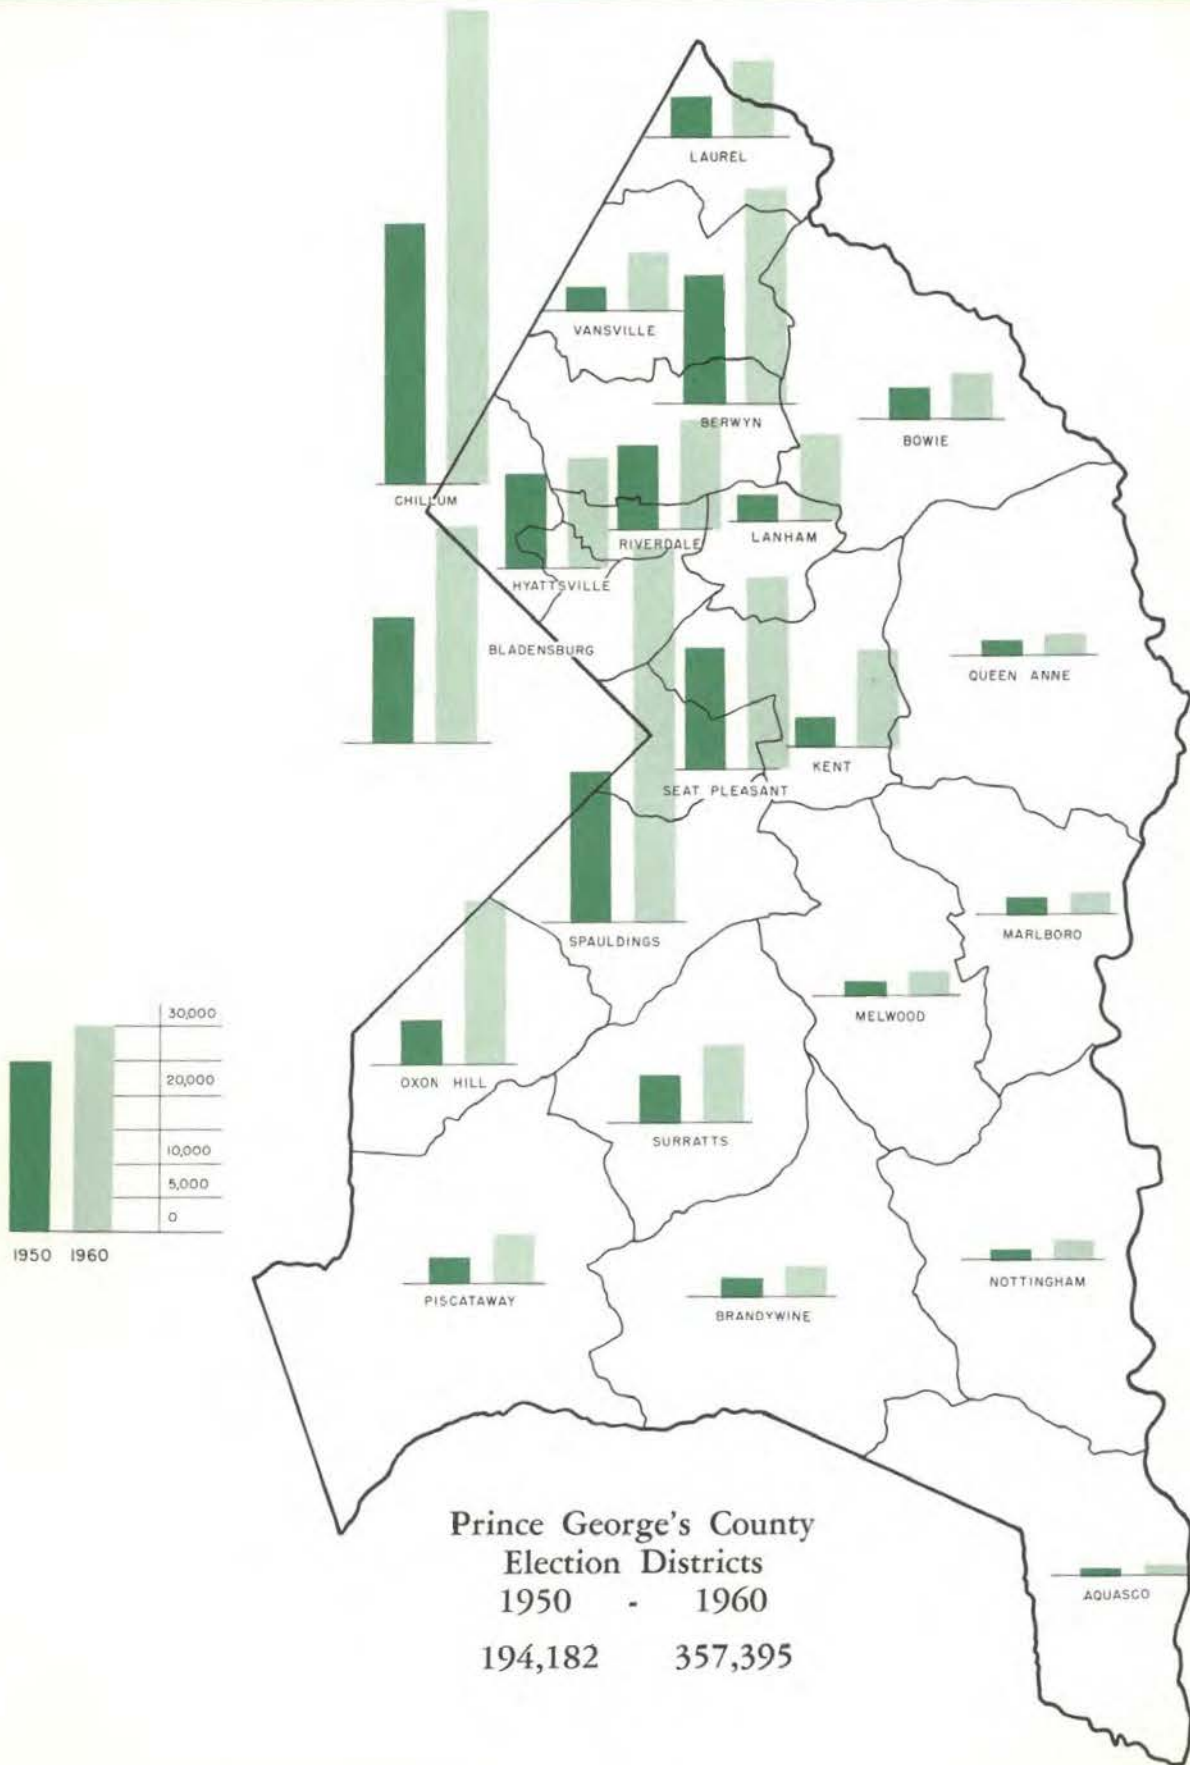 LAUREL
VANSVILLE
BERWYN
BOWIE
CHILLUM
RIVERDALE
LANHAM
HYATTSVILLE
BLADENSBURG
QUEEN ANNE
KENT
SEAT PLEASANT
SPAULDINGS
MARLBORO
MELWOOD
30,000
20,000
10,000
5,000
0
1950 1960
OXON HILL
SURRATTS
PISCATAWAY
BRANDYWINE
NOTTINGHAM
Prince George's County
Election Districts
1950 - 1960
194,182 357,395
AQUASCO